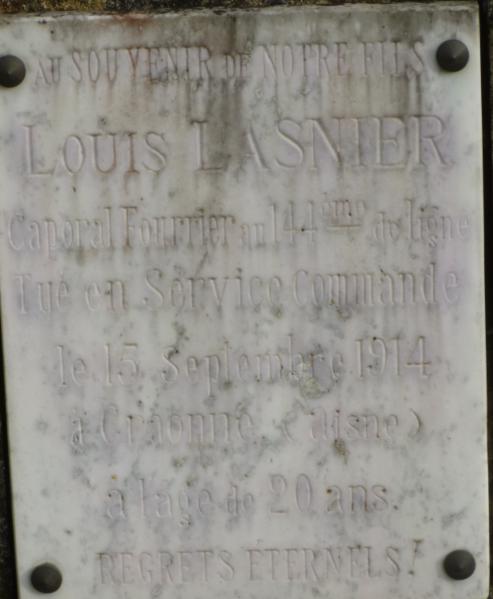 AU SOUVENIR DE NOTRE FILS
LOUIS LASNIER
Caporal Fourrier au 144ème de ligne
Tué en Service Commandé
le 15 Septembre 1914
à Craonne (Aisne)
à l'age de 20 ans.
REGRETS ÉTERNELS!